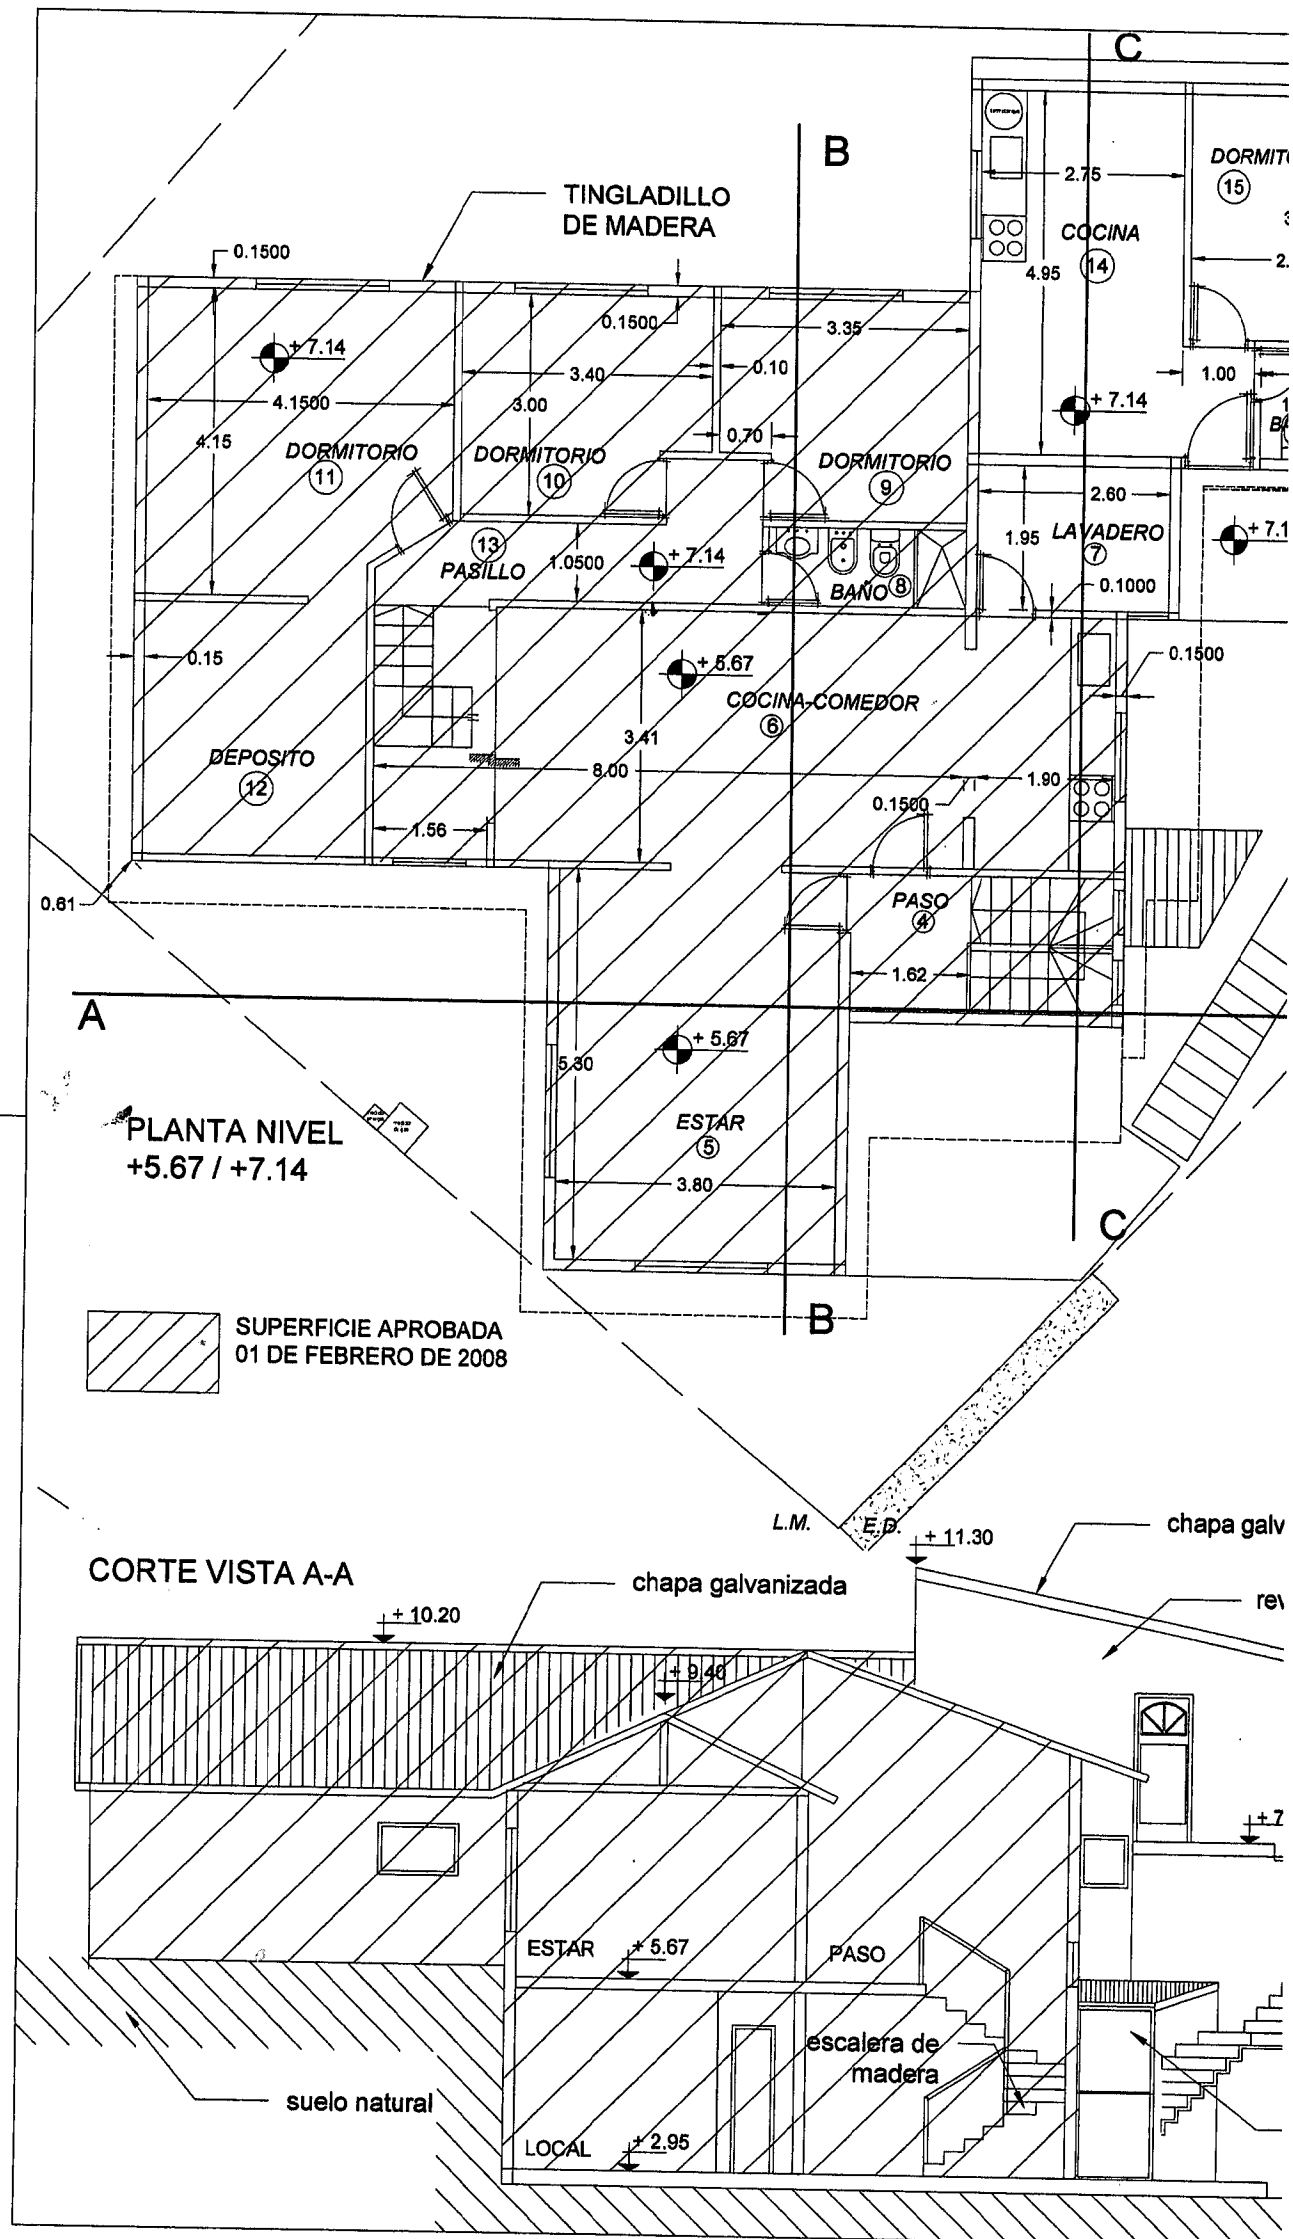 C
B
DORMITO
15
TINGLADILLO
DE MADERA
2.75
COCINA
14
4.95
0.1500
0.1500
3.35
+ 7.14
3.40
0.10
4.1500
3.00
1.00
+ 7.14
4.15
0.70
DORMITORIO
11
DORMITORIO
10
DORMITORIO
9
2.60
1.95
LAVADERO
7
13
PASILLO
1.0500
+ 7.14
BAÑO
8
0.1000
0.15
+ 5.67
0.1500
COCINA-COMEDOR
6
3.41
DEPOSITO
12
8.00
1.90
0.1500
1.56
0.61
PASO
4
1.62
A
+ 5.67
5.30
PLANTA NIVEL
+5.67 / +7.14
ESTAR
5
3.80
C
B
SUPERFICIE APROBADA
01 DE FEBRERO DE 2008
L.M.
E.D.
+ 11.30
chapa galv
CORTE VISTA A-A
chapa galvanizada
+ 10.20
+ 9.40
ESTAR
+ 5.67
PASO
escalera de
madera
suelo natural
LOCAL
+ 2.95